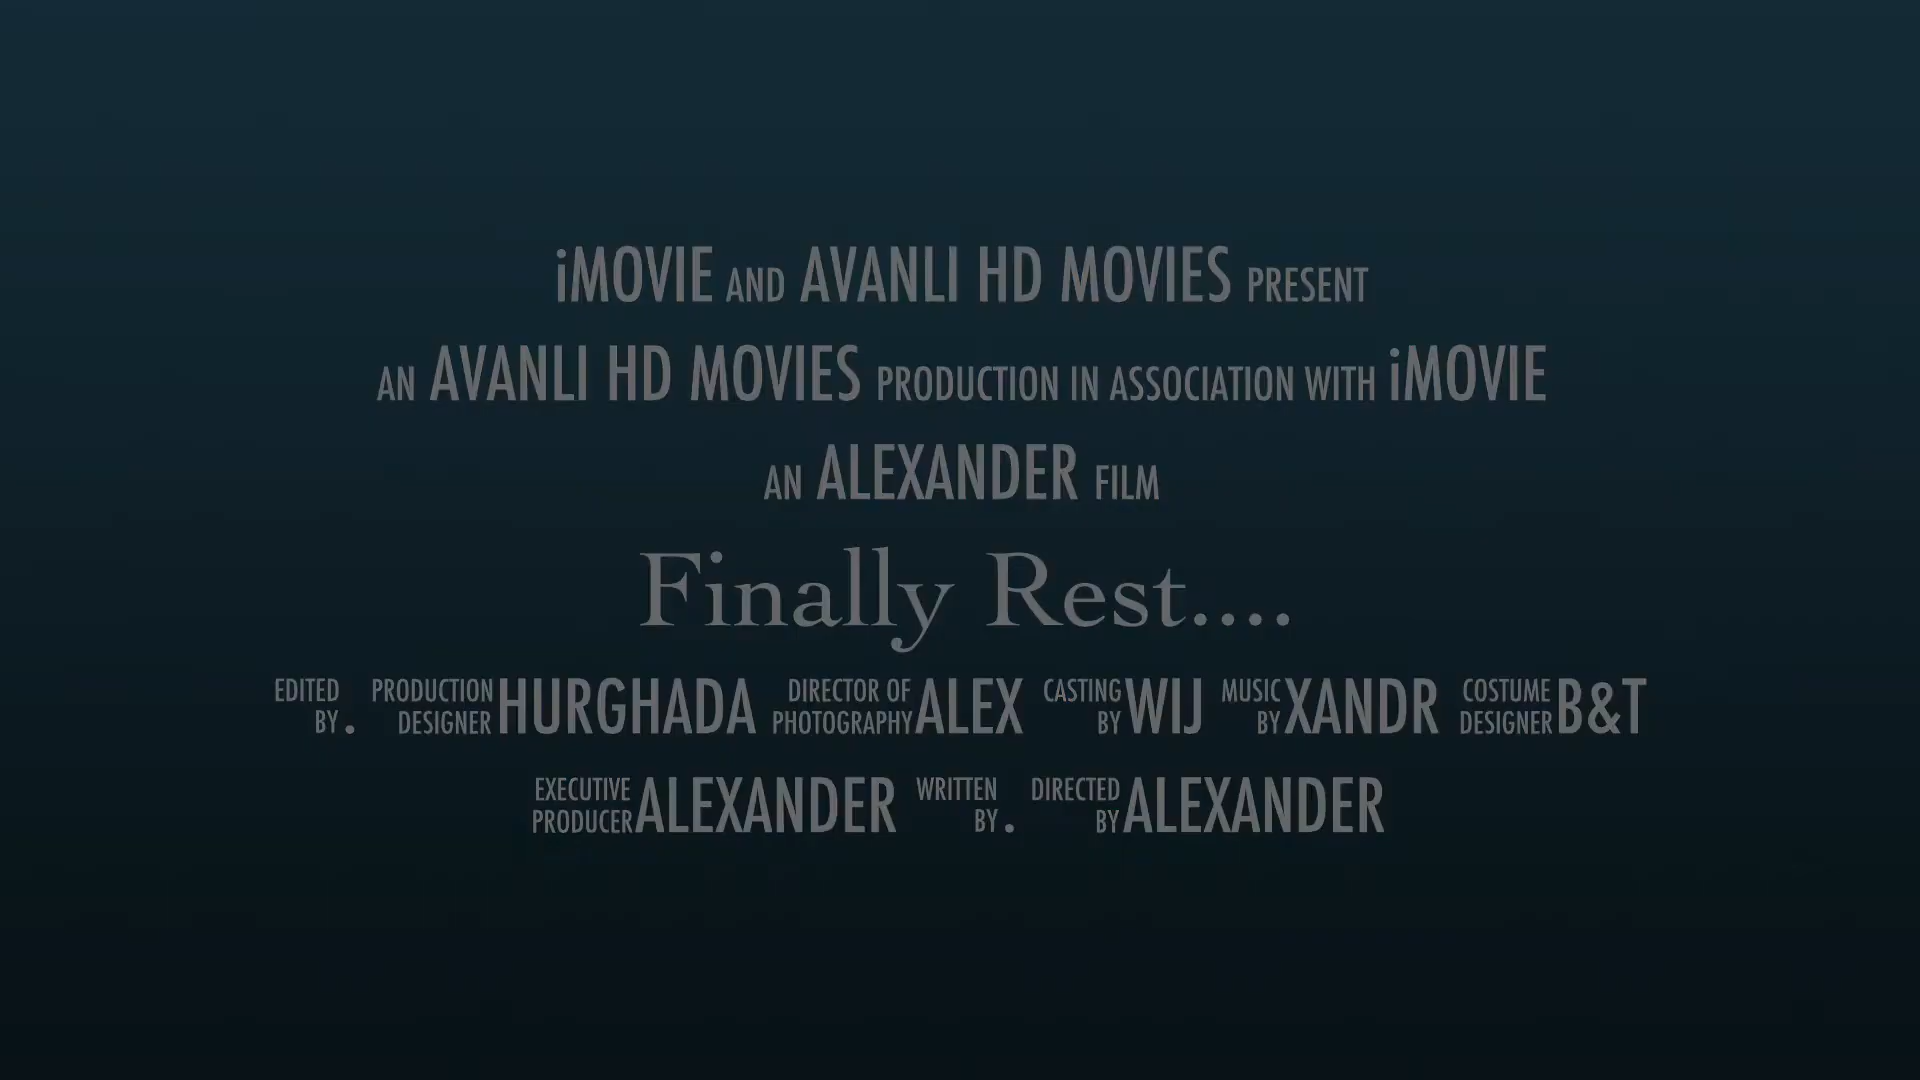 iMOVIE AND AVANLI HD MOVIES PRESENT
AN AVANLI HD MOVIES PRODUCTION IN ASSOCIATION WITH iMOVIE
AN ALEXANDER FILM
Finally Rest....
EDITED BY . PRODUCTION DESIGNER HURGHADA DIRECTOR OF PHOTOGRAPHY ALEX CASTING BY WIJ MUSIC BY XANDR COSTUME DESIGNER B&T
EXECUTIVE PRODUCER ALEXANDER WRITTEN BY . DIRECTED BY ALEXANDER